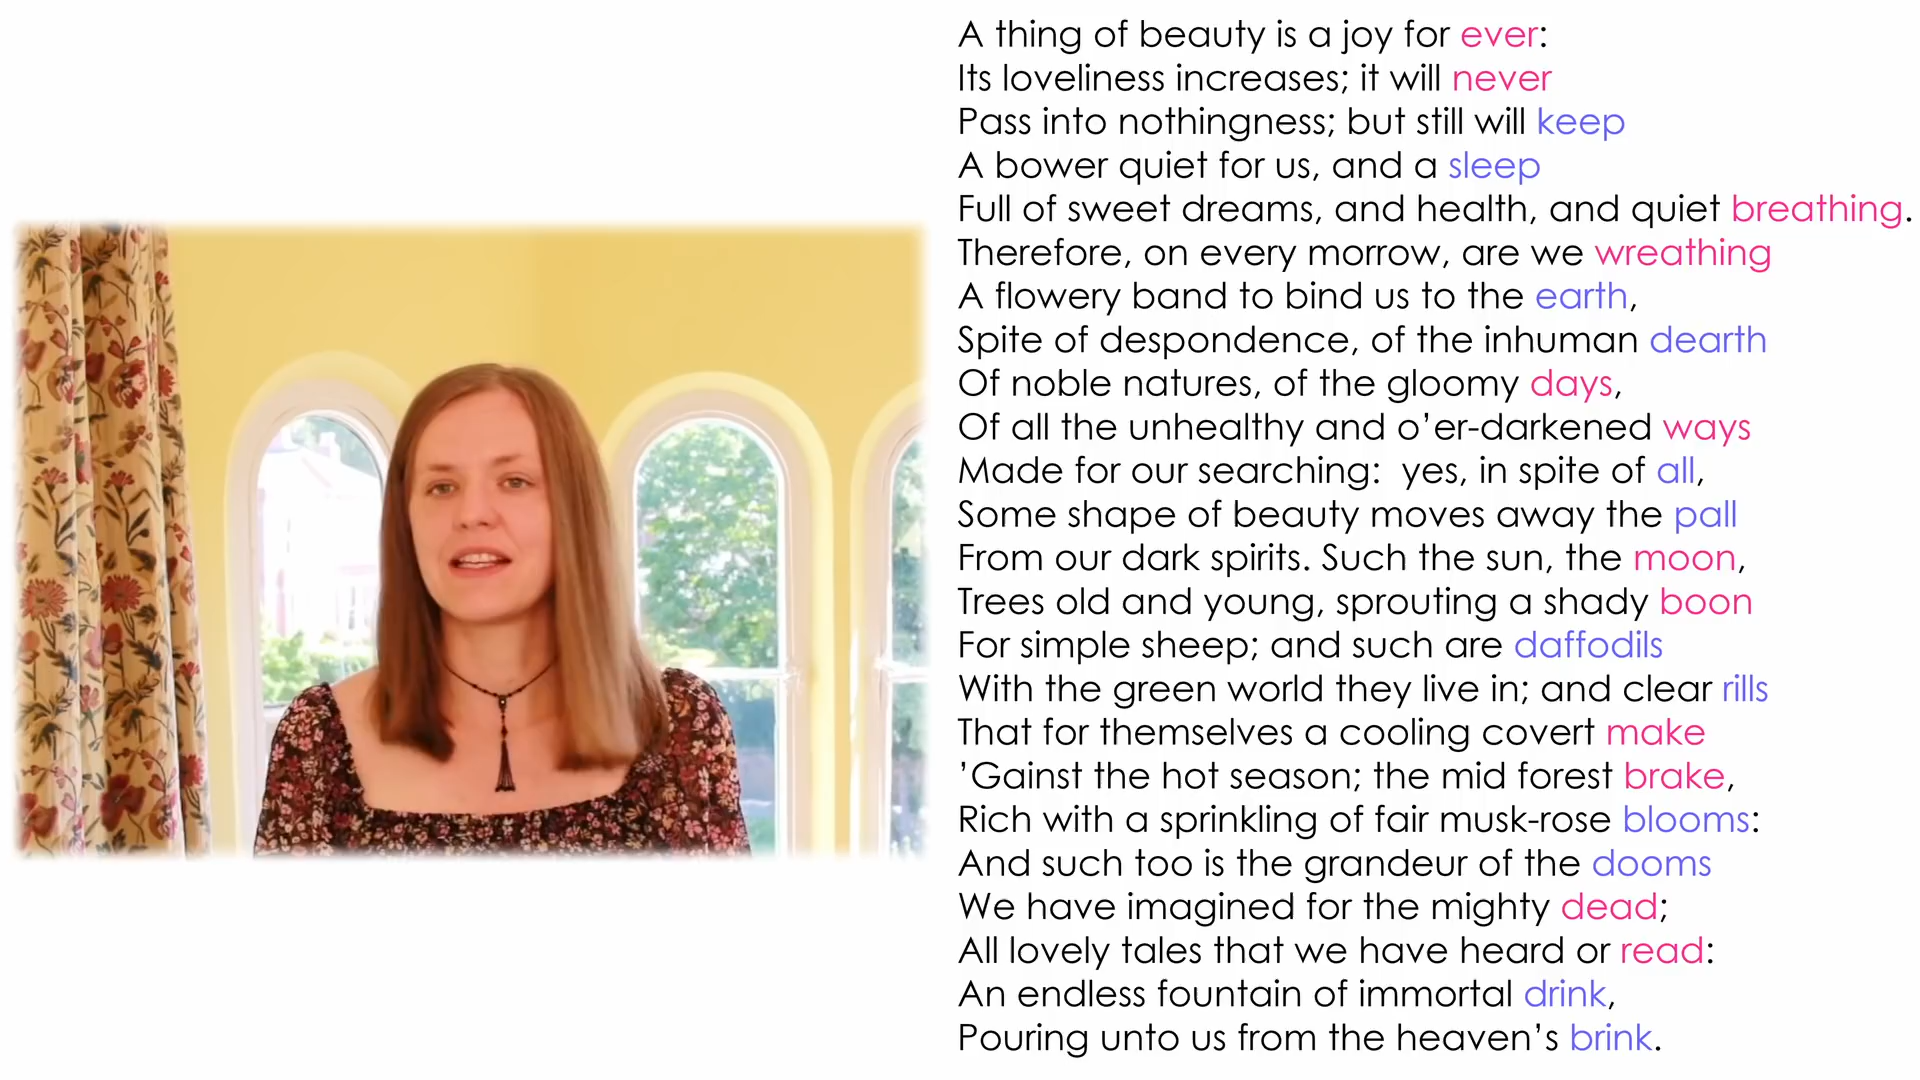 A thing of beauty is a joy for ever:
Its loveliness increases; it will never
Pass into nothingness; but still will keep
A bower quiet for us, and a sleep
Full of sweet dreams, and health, and quiet breathing.
Therefore, on every morrow, are we wreathing
A flowery band to bind us to the earth,
Spite of despondence, of the inhuman dearth
Of noble natures, of the gloomy days,
Of all the unhealthy and o’er-darkened ways
Made for our searching:  yes, in spite of all,
Some shape of beauty moves away the pall
From our dark spirits. Such the sun, the moon,
Trees old and young, sprouting a shady boon
For simple sheep; and such are daffodils
With the green world they live in; and clear rills
That for themselves a cooling covert make
’Gainst the hot season; the mid forest brake,
Rich with a sprinkling of fair musk-rose blooms:
And such too is the grandeur of the dooms
We have imagined for the mighty dead;
All lovely tales that we have heard or read:
An endless fountain of immortal drink,
Pouring unto us from the heaven’s brink.